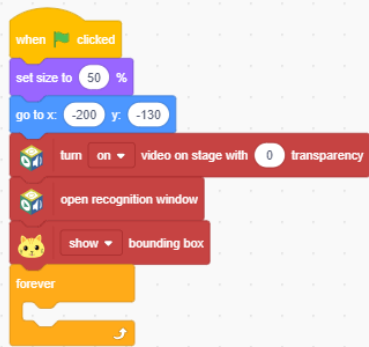 when clicked
set size to 50 %
go to x: -200 y: -130
turn on video on stage with 0 transparency
open recognition window
show bounding box
forever